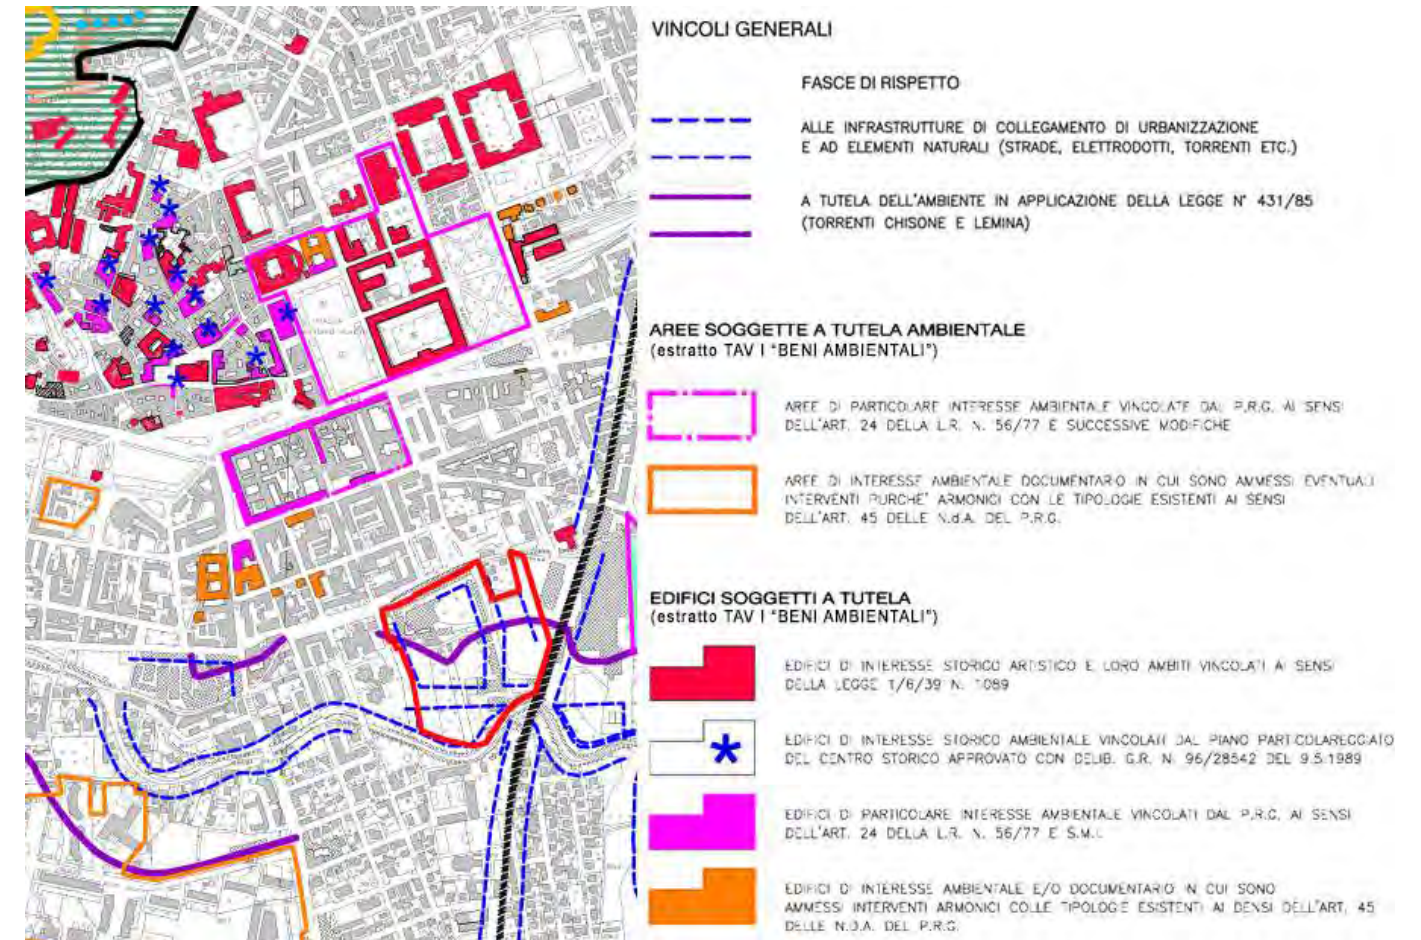 VINCOLI GENERALI
FASCE DI RISPETTO
ALLE INFRASTRUTTURE DI COLLEGAMENTO DI URBANIZZAZIONE
E AD ELEMENTI NATURALI (STRADE, ELETTRODOTTI, TORRENTI ETC.)
A TUTELA DELL'AMBIENTE IN APPLICAZIONE DELLA LEGGE N° 431/85
(TORRENTI CHISONE E LEMINA)
AREE SOGGETTE A TUTELA AMBIENTALE
(estratto TAV I "BENI AMBIENTALI")
AREE DI PARTICOLARE INTERESSE AMBIENTALE VINCOLATE DAL P.R.G. AI SENSI
DELL'ART. 24 DELLA L.R. N. 56/77 E SUCCESSIVE MODIFICHE
AREE DI INTERESSE AMBIENTALE DOCUMENTARIO IN CUI SONO AMMESSI EVENTUALI
INTERVENTI PURCHE' ARMONICI CON LE TIPOLOGIE ESISTENTI AI SENSI
DELL'ART. 45 DELLE N.d.A. DEL P.R.G.
EDIFICI SOGGETTI A TUTELA
(estratto TAV I "BENI AMBIENTALI")
EDIFICI DI INTERESSE STORICO ARTISTICO E LORO AMBITI VINCOLATI AI SENSI
DELLA LEGGE 1/6/39 N. 1089
EDIFICI DI INTERESSE STORICO AMBIENTALE VINCOLATI DAL PIANO PARTICOLAREGGIATO
DEL CENTRO STORICO APPROVATO CON DELIB. G.R. N. 96/28542 DEL 9.5.1989
EDIFICI DI PARTICOLARE INTERESSE AMBIENTALE VINCOLATI DAL P.R.G. AI SENSI
DELL'ART. 24 DELLA L.R. N. 56/77 E S.M.I.
EDIFICI DI INTERESSE AMBIENTALE E/O DOCUMENTARIO IN CUI SONO
AMMESSI INTERVENTI ARMONICI COLLE TIPOLOGIE ESISTENTI AI DENSI DELL'ART. 45
DELLE N.D.A. DEL P.R.G.